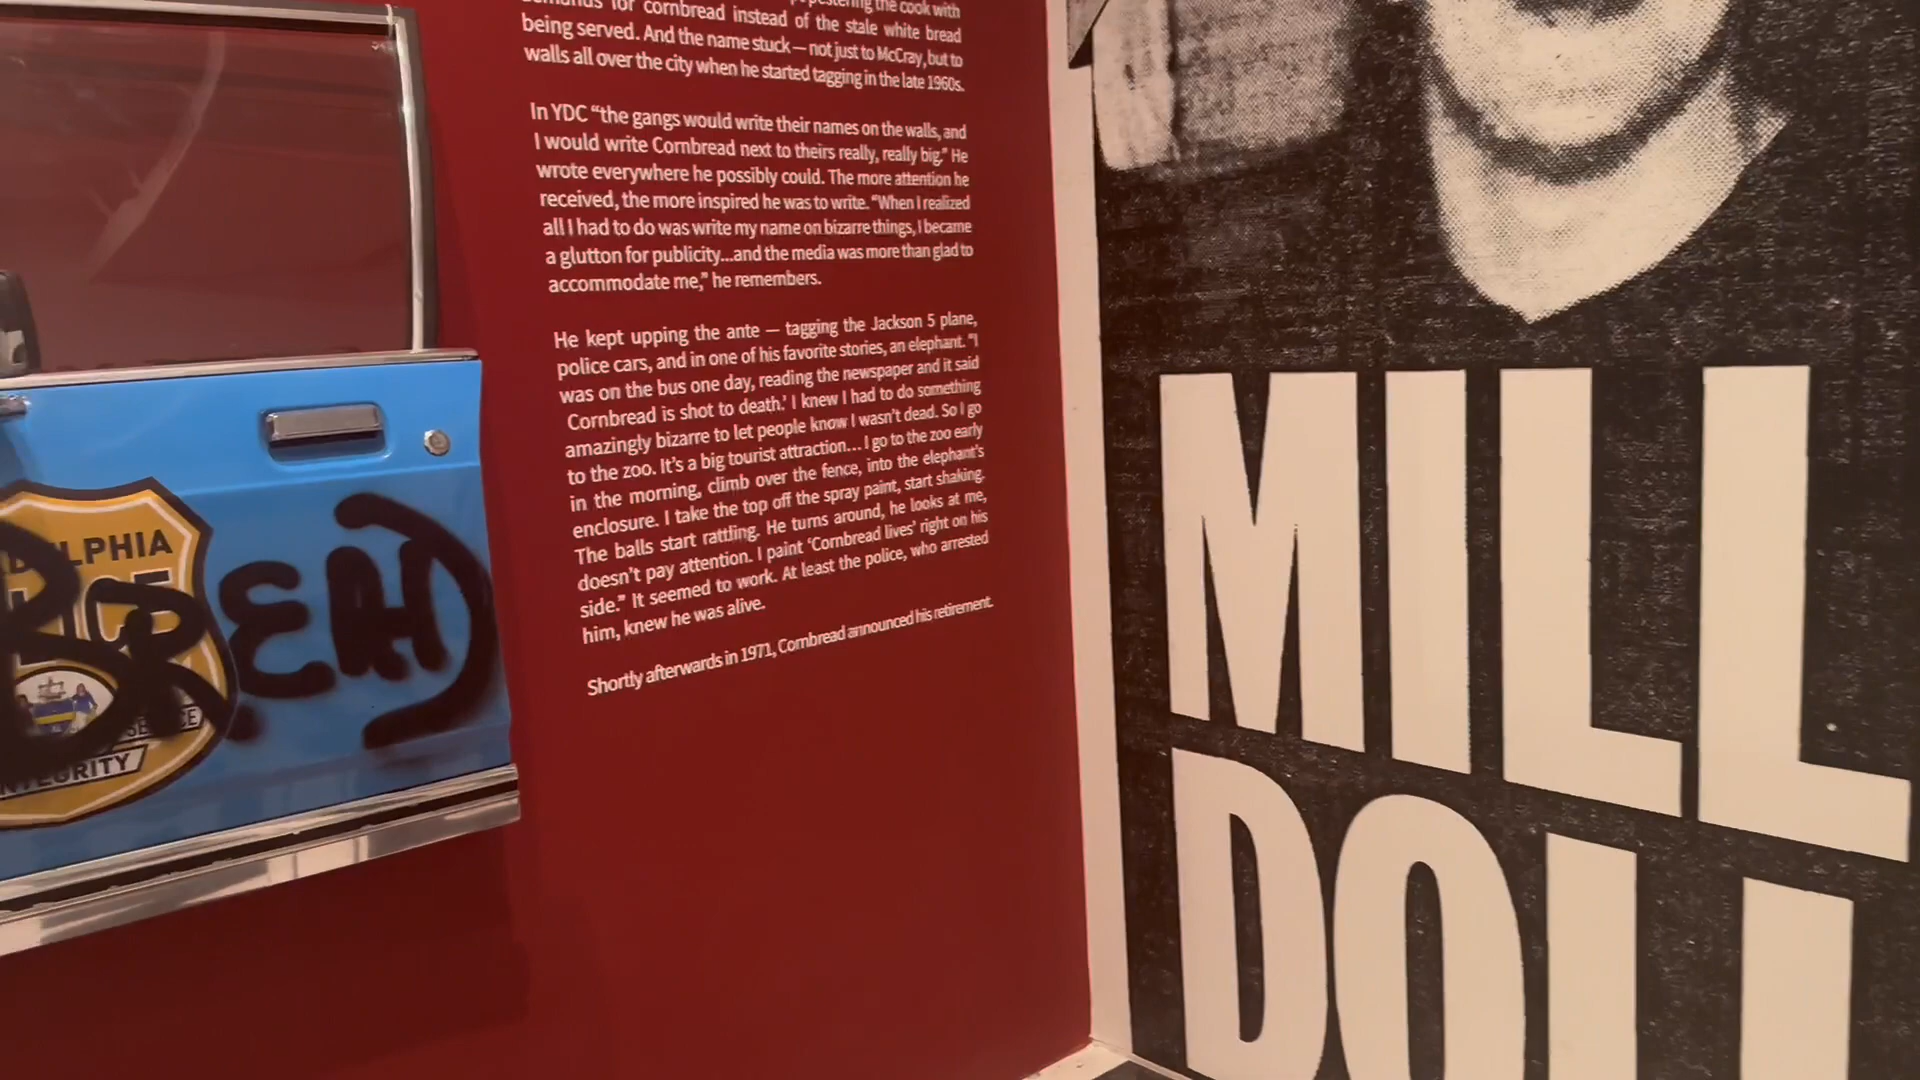 for cornbread instead of the stale white bread
being served. And the name stuck — not just to McCray, but to
walls all over the city when he started tagging in the late 1960s.
In YDC “the gangs would write their names on the walls, and
I would write Cornbread next to theirs really, really big.” He
wrote everywhere he possibly could. The more attention he
received, the more inspired he was to write. “When I realized
all I had to do was write my name on bizarre things, I became
a glutton for publicity...and the media was more than glad to
accommodate me,” he remembers.
He kept upping the ante — tagging the Jackson 5 plane,
police cars, and in one of his favorite stories, an elephant. “I
was on the bus one day, reading the newspaper and it said
‘Cornbread is shot to death.’ I knew I had to do something
amazingly bizarre to let people know I wasn’t dead. So I go
to the zoo. It’s a big tourist attraction... I go to the zoo early
in the morning, climb over the fence, into the elephant’s
enclosure. I take the top off the spray paint, start shaking.
The balls start rattling. He turns around, he looks at me,
doesn’t pay attention. I paint ‘Cornbread lives’ right on his
side.” It seemed to work. At least the police, who arrested
him, knew he was alive.
Shortly afterwards in 1971, Cornbread announced his retirement.
LPHIA
BREAD
MILL